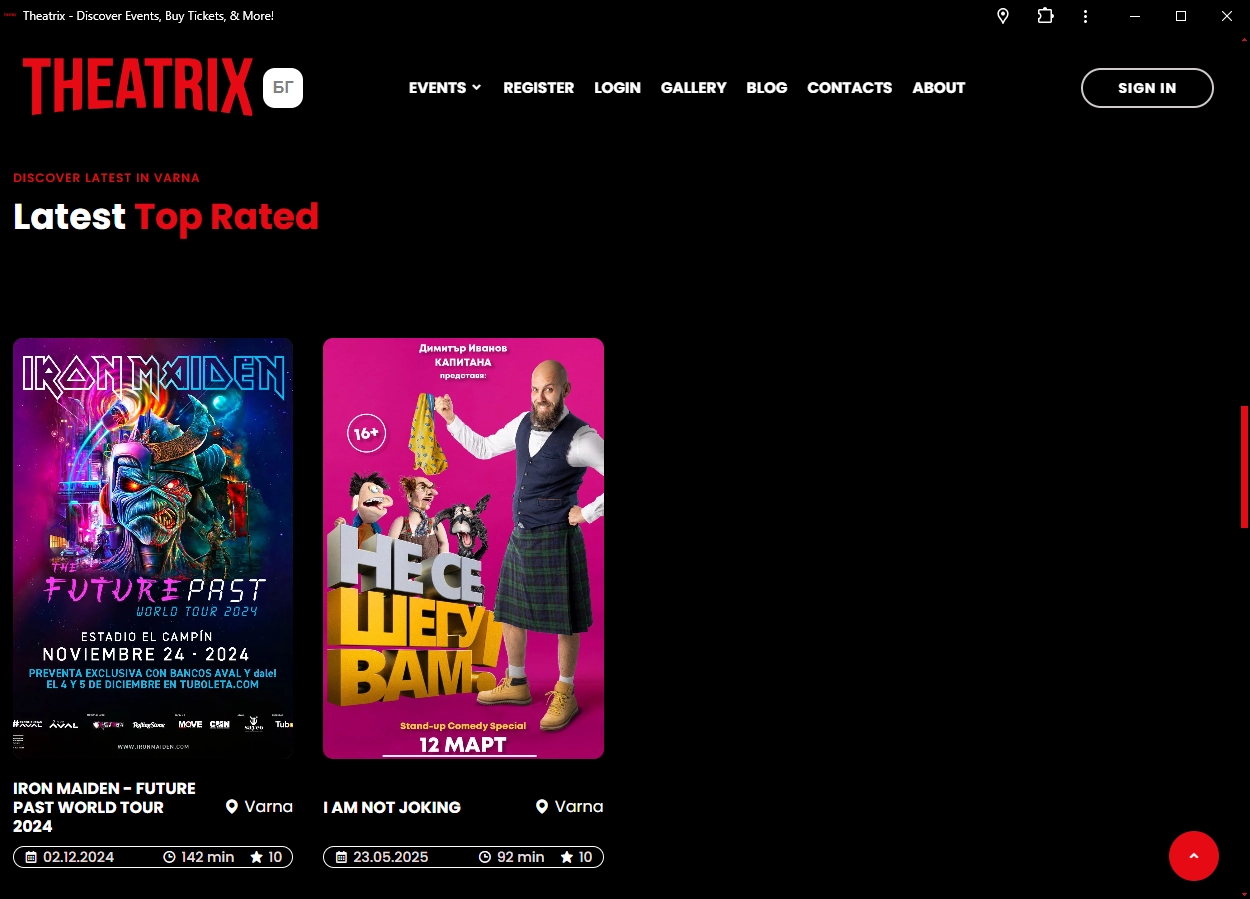 Theatrix - Discover Events, Buy Tickets, & More!
THEATRIX
БГ
EVENTS
REGISTER
LOGIN
GALLERY
BLOG
CONTACTS
ABOUT
SIGN IN
DISCOVER LATEST IN VARNA
Latest Top Rated
IRON MAIDEN
THE
FUTURE PAST
WORLD TOUR 2024
ESTADIO EL CAMPÍN
NOVIEMBRE 24 - 2024
PREVENTA EXCLUSIVA CON BANCOS AVAL Y dale!
EL 4 Y 5 DE DICIEMBRE EN TUBOLETA.COM
AVAL
RollingStone
MOVE
WWW.IRONMAIDEN.COM
IRON MAIDEN - FUTURE
PAST WORLD TOUR
2024
Varna
02.12.2024
142 min
10
Димитър Иванов
КАПИТАНА
представя:
16+
НЕ СЕ
ШЕГУ
ВАМ!
Stand-up Comedy Special
12 МАРТ
I AM NOT JOKING
Varna
23.05.2025
92 min
10